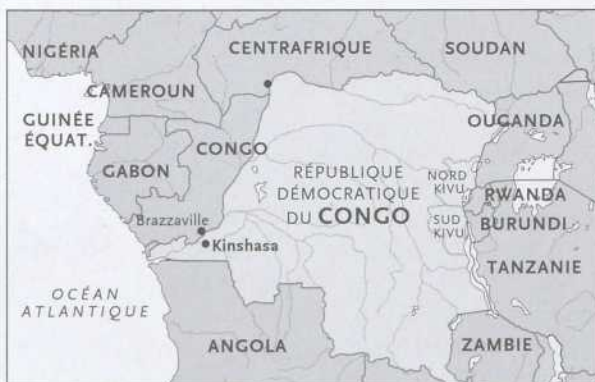 NIGÉRIA
CENTRAFRIQUE
SOUDAN
CAMEROUN
GUINÉE
ÉQUAT.
OUGANDA
CONGO
GABON
RÉPUBLIQUE
DÉMOCRATIQUE
DU CONGO
NORD
KIVU
RWANDA
SUD
KIVU
BURUNDI
Brazzaville
Kinshasa
TANZANIE
OCÉAN
ATLANTIQUE
ANGOLA
ZAMBIE